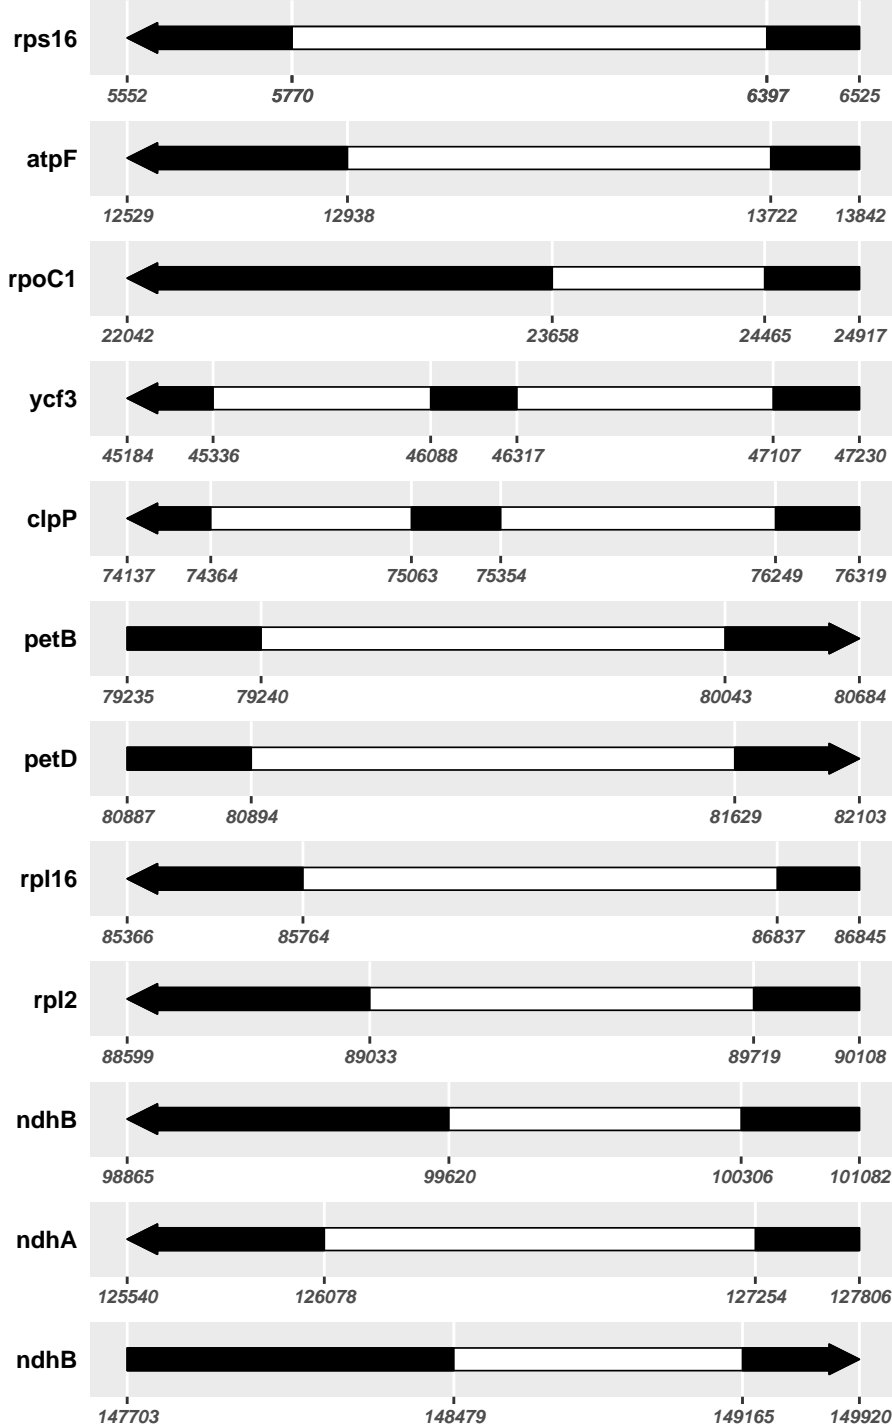 rps16
5552 5770 6397 6525
atpF
12529 12938 13722 13842
rpoC1
22042 23658 24465 24917
ycf3
45184 45336 46088 46317 47107 47230
clpP
74137 74364 75063 75354 76249 76319
petB
79235 79240 80043 80684
petD
80887 80894 81629 82103
rpl16
85366 85764 86837 86845
rpl2
88599 89033 89719 90108
ndhB
98865 99620 100306 101082
ndhA
125540 126078 127254 127806
ndhB
147703 148479 149165 149920